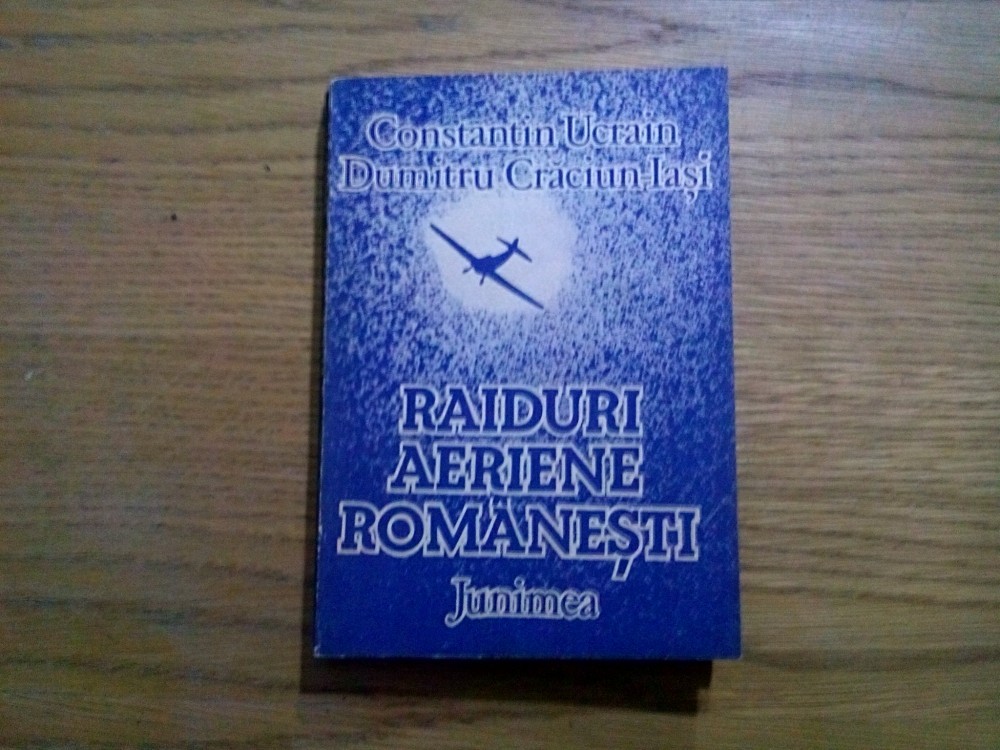 Constantin Ucrain
Dumitru Crăciun-Iași
RAIDURI
AERIENE
ROMÂNEȘTI
Junimea